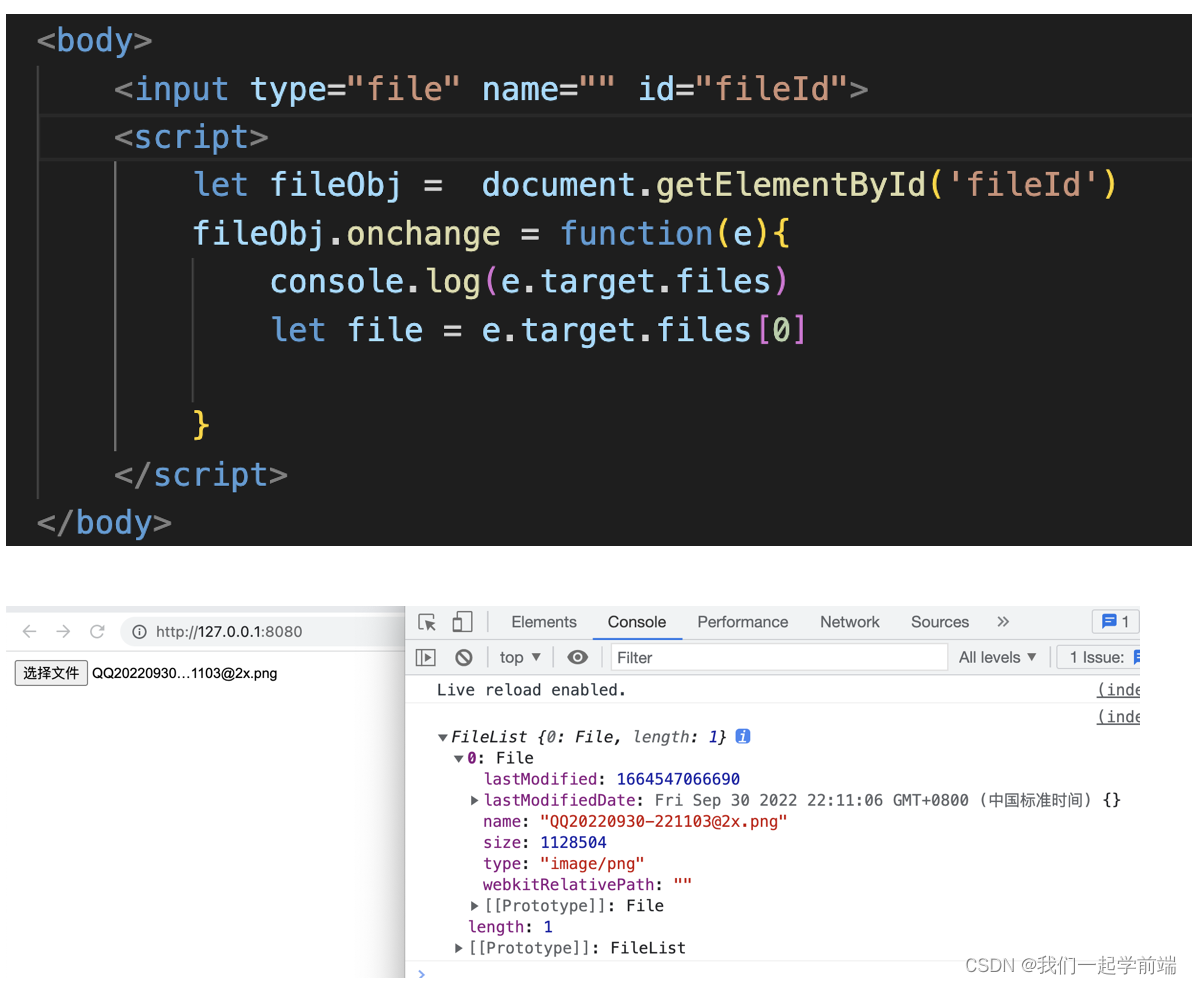 <body>
<input type="file" name="" id="fileId">
<script>
let fileObj =  document.getElementById('fileId')
fileObj.onchange = function(e){
console.log(e.target.files)
let file = e.target.files[0]
}
</script>
</body>
http://127.0.0.1:8080
选择文件 QQ20220930...1103@2x.png
Elements Console Performance Network Sources » 1
top ▼ Filter All levels ▼ 1 Issue:
Live reload enabled. (inde
(inde
▼FileList {0: File, length: 1} i
▼0: File
lastModified: 1664547066690
▶lastModifiedDate: Fri Sep 30 2022 22:11:06 GMT+0800 (中国标准时间) {}
name: "QQ20220930-221103@2x.png"
size: 1128504
type: "image/png"
webkitRelativePath: ""
▶[[Prototype]]: File
length: 1
▶[[Prototype]]: FileList
>
CSDN @我们一起学前端